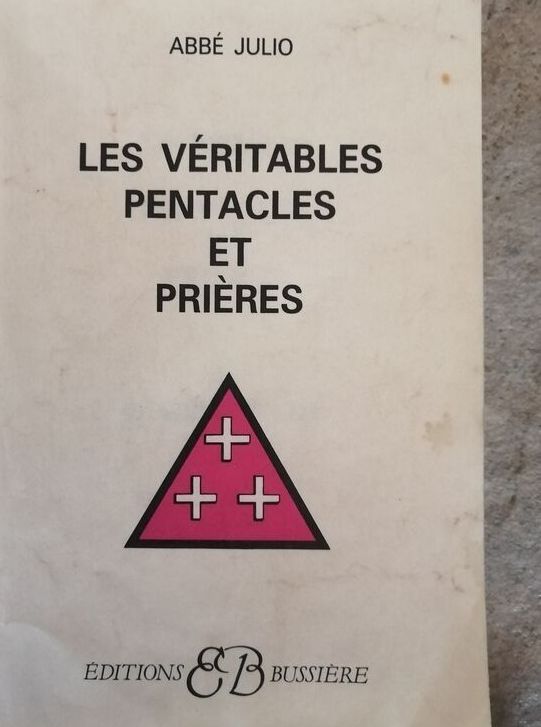 ABBÉ JULIO
LES VÉRITABLES
PENTACLES
ET
PRIÈRES
ÉDITIONS EB BUSSIÈRE